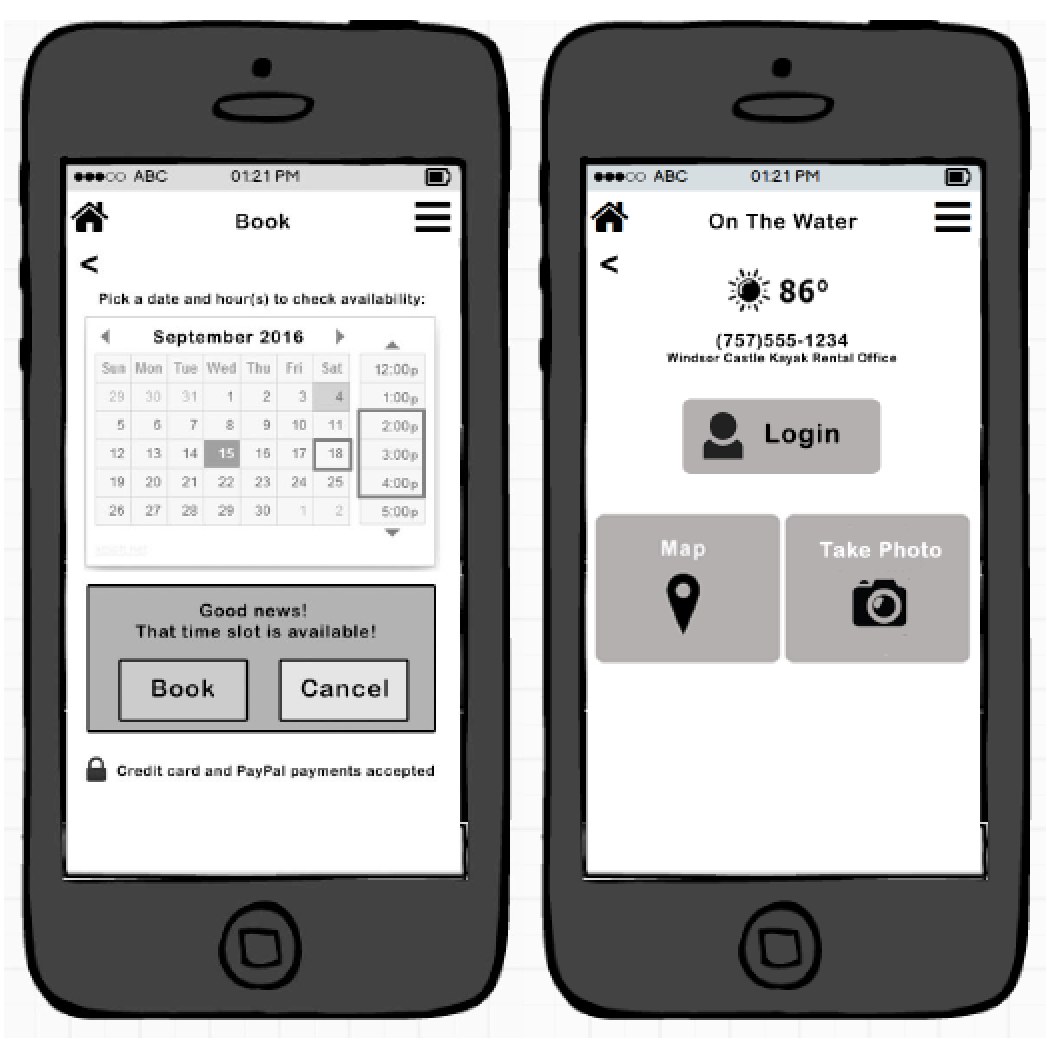 ABC 01:21 PM
Book
<
Pick a date and hour(s) to check availability:
September 2016
Sun Mon Tue Wed Thu Fri Sat
29 30 31 1 2 3 4
5 6 7 8 9 10 11
12 13 14 15 16 17 18
19 20 21 22 23 24 25
26 27 28 29 30 1 2
12:00p
1:00p
2:00p
3:00p
4:00p
5:00p
Good news!
That time slot is available!
Book Cancel
Credit card and PayPal payments accepted
ABC 01:21 PM
On The Water
<
86°
(757)555-1234
Windsor Castle Kayak Rental Office
Login
Map Take Photo